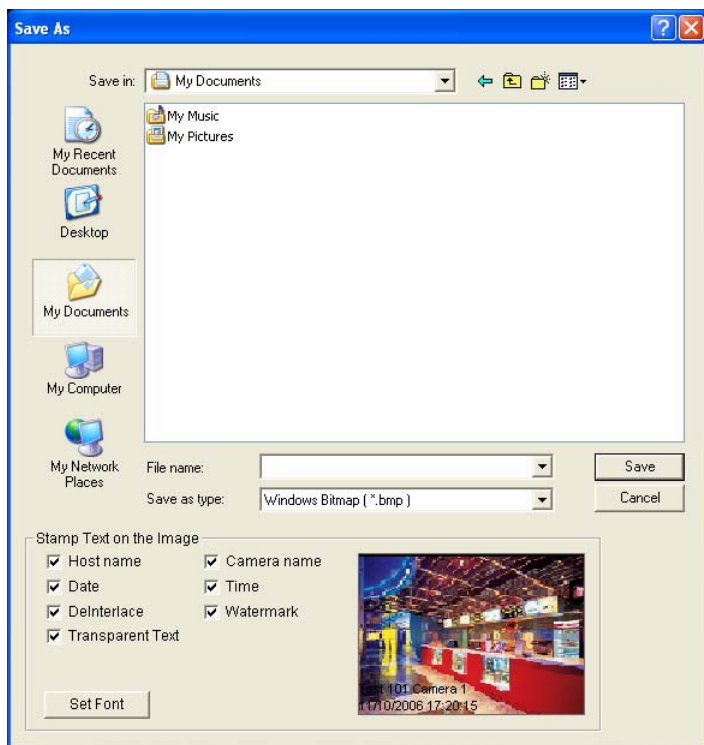 Save As
Save in:
My Documents
My Music
My Pictures
My Recent
Documents
Desktop
My Documents
My Computer
My Network
Places
File name:
Save
Save as type:
Windows Bitmap ( *.bmp )
Cancel
Stamp Text on the Image
Host name
Camera name
Date
Time
DeInterlace
Watermark
Transparent Text
Set Font
101 Camera 1
11/10/2006 17:20:15